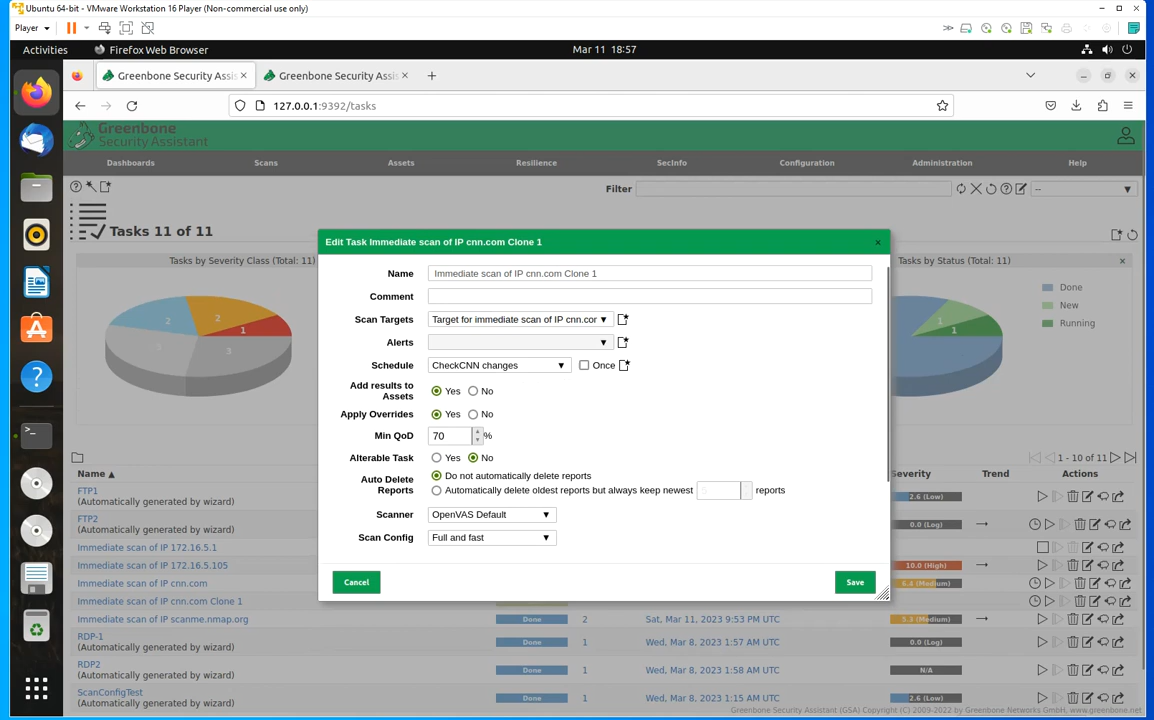 Ubuntu 64-bit - VMware Workstation 16 Player (Non-commercial use only)
Player
Activities
Firefox Web Browser
Mar 11 18:57
Greenbone Security Assis
Greenbone Security Assis
127.0.0.1:9392/tasks
Greenbone
Security Assistant
Dashboards Scans Assets Resilience SecInfo Configuration Administration Help
Filter
--
Tasks 11 of 11
Tasks by Severity Class (Total: 11)
Tasks by Status (Total: 11)
2
2
1
3
3
1
1
Done
New
Running
Edit Task Immediate scan of IP cnn.com Clone 1
Name Immediate scan of IP cnn.com Clone 1
Comment
Scan Targets Target for immediate scan of IP cnn.cor
Alerts
Schedule CheckCNN changes Once
Add results to
Assets
Yes No
Apply Overrides Yes No
Min QoD 70 %
Alterable Task Yes No
Auto Delete
Reports
Do not automatically delete reports
Automatically delete oldest reports but always keep newest 5 reports
Scanner OpenVAS Default
Scan Config Full and fast
Cancel
Save
1 - 10 of 11
Name
everity Trend Actions
FTP1
(Automatically generated by wizard)
2.6 (Low)
FTP2
(Automatically generated by wizard)
0.0 (Log)
Immediate scan of IP 172.16.5.1
Immediate scan of IP 172.16.5.105
10.0 (High)
Immediate scan of IP cnn.com
6.4 (Medium)
Immediate scan of IP cnn.com Clone 1
Immediate scan of IP scanme.nmap.org Done 2 Sat, Mar 11, 2023 9:53 PM UTC 5.3 (Medium)
RDP-1
(Automatically generated by wizard)
Done 1 Wed, Mar 8, 2023 1:57 AM UTC 0.0 (Log)
RDP2
(Automatically generated by wizard)
Done 1 Wed, Mar 8, 2023 1:58 AM UTC N/A
ScanConfigTest
(Automatically generated by wizard)
Done 1 Wed, Mar 8, 2023 1:15 AM UTC 2.6 (Low)
Greenbone Security Assistant (GSA) Copyright (C) 2009-2022 by Greenbone Networks GmbH, www.greenbone.net